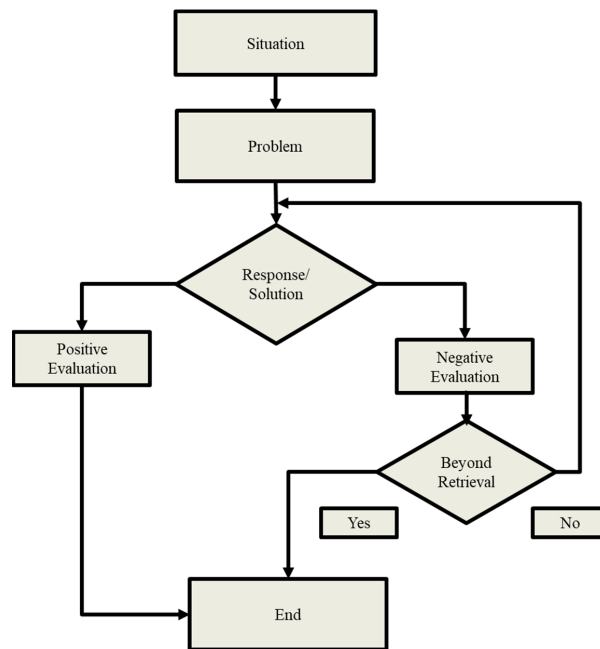 Situation
Problem
Response/
Solution
Positive
Evaluation
Negative
Evaluation
Beyond
Retrieval
Yes
No
End